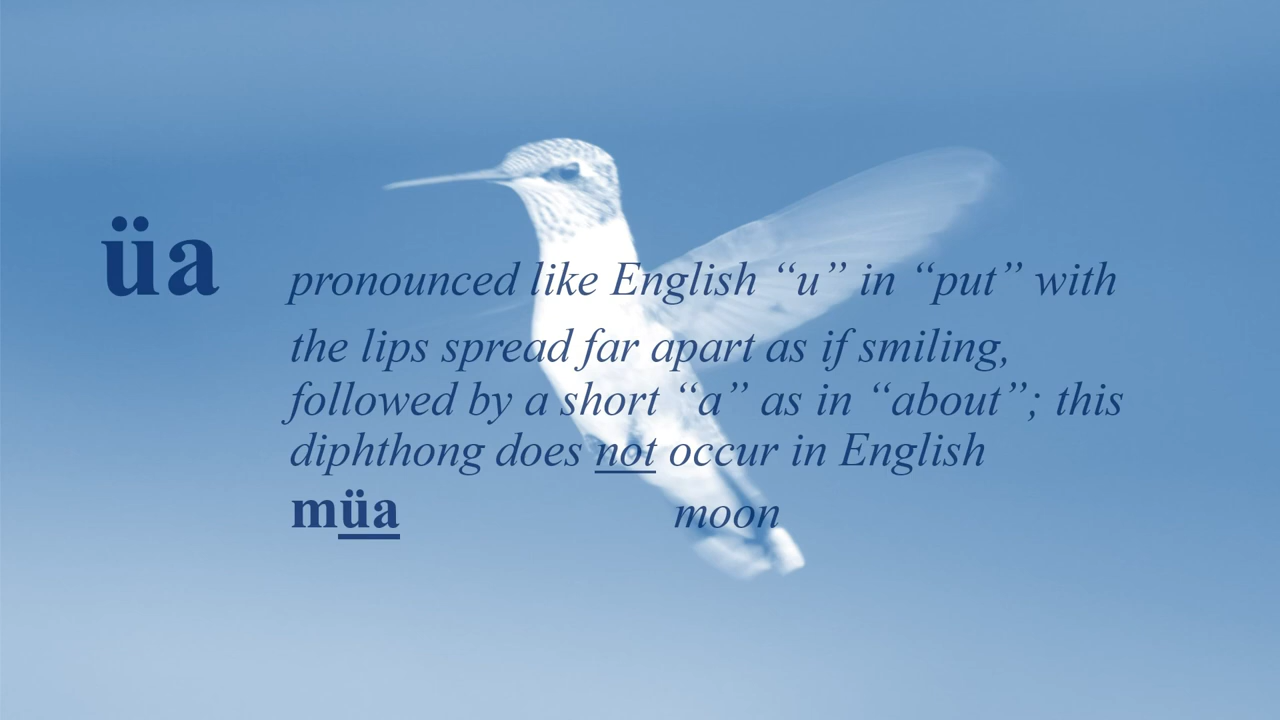 üa pronounced like English “u” in “put” with
the lips spread far apart as if smiling,
followed by a short “a” as in “about”; this
diphthong does not occur in English
müa moon